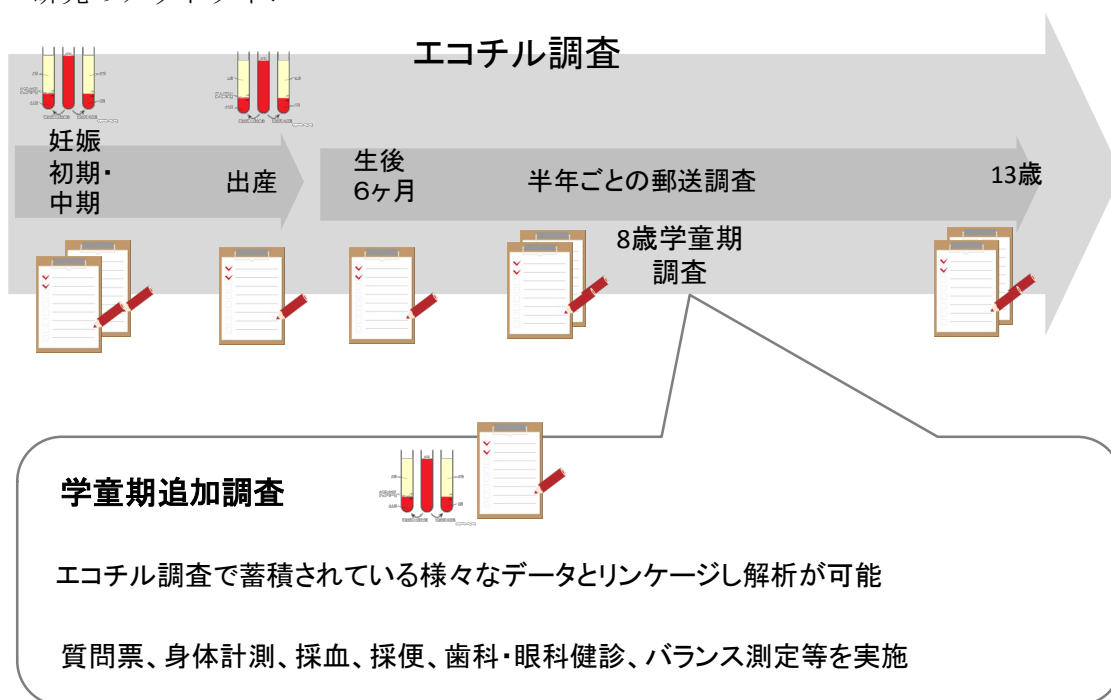 エコチル調査
妊娠
初期・
中期
出産
生後
６ヶ月
半年ごとの郵送調査
13歳
8歳学童期
調査
学童期追加調査
エコチル調査で蓄積されている様々なデータとリンケージし解析が可能
質問票、身体計測、採血、採便、歯科・眼科健診、バランス測定等を実施